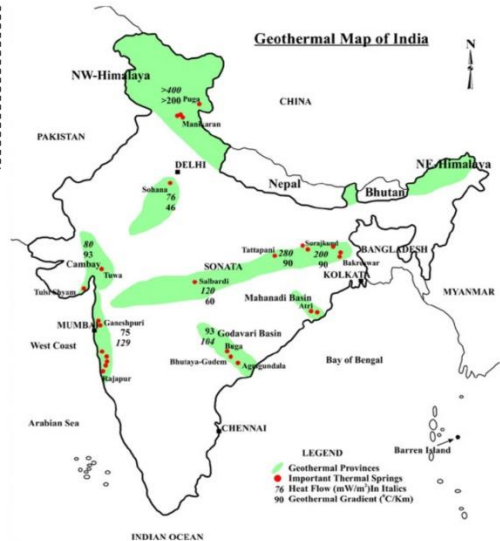 Geothermal Map of India
N
NW-Himalaya
>400
>200
Puga
Manikaran
CHINA
PAKISTAN
DELHI
NE-Himalaya
Nepal
Bhutan
Sohana
76
46
80
93
Cambay
Tuwa
Tulsi Shyam
SONATA
Tattapani
280
90
Surajkund
200
90
Bakreswar
BANGLADESH
KOLKATA
MYANMAR
Salbardi
120
60
Mahanadi Basin
Atri
MUMBAI
Ganeshpuri
75
129
West Coast
Rajapur
93
104
Godavari Basin
Buga
Bhutaya-Gudem
Agnigundala
Bay of Bengal
Arabian Sea
CHENNAI
Barren Island
LEGEND
Geothermal Provinces
Important Thermal Springs
76 Heat Flow (mW/m²)In Italics
90 Geothermal Gradient (⁰C/Km)
INDIAN OCEAN